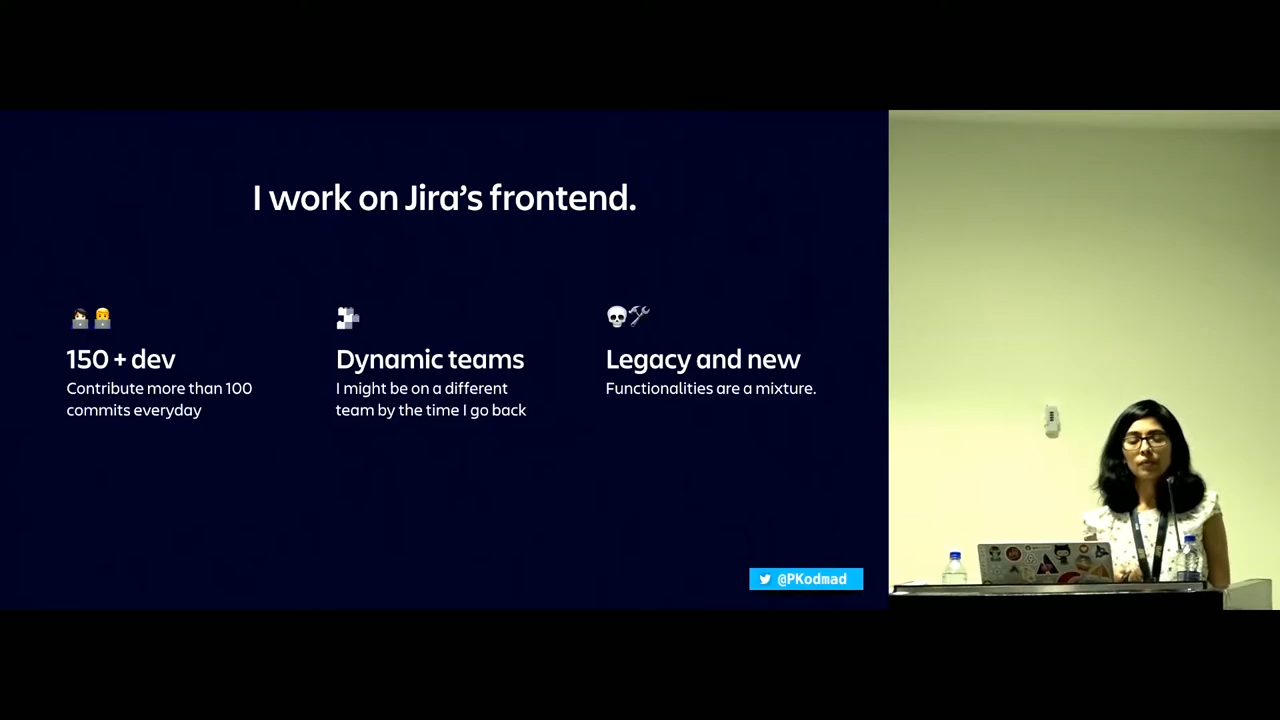 I work on Jira's frontend.
150 + dev
Contribute more than 100
commits everyday
Dynamic teams
I might be on a different
team by the time I go back
Legacy and new
Functionalities are a mixture.
@PKodmad